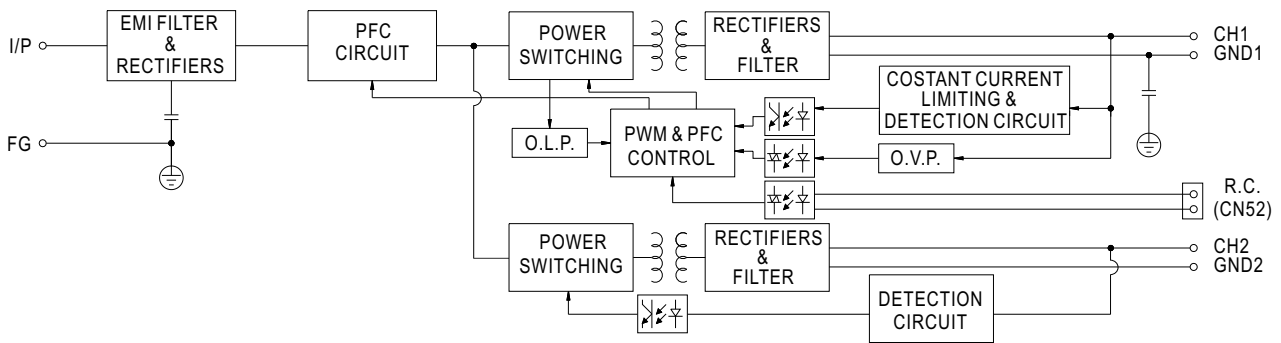 I/P
EMI FILTER
&
RECTIFIERS
PFC
CIRCUIT
POWER
SWITCHING
RECTIFIERS
&
FILTER
CH1
GND1
COSTANT CURRENT
LIMITING &
DETECTION CIRCUIT
FG
O.L.P.
PWM & PFC
CONTROL
O.V.P.
R.C.
(CN52)
POWER
SWITCHING
RECTIFIERS
&
FILTER
CH2
GND2
DETECTION
CIRCUIT